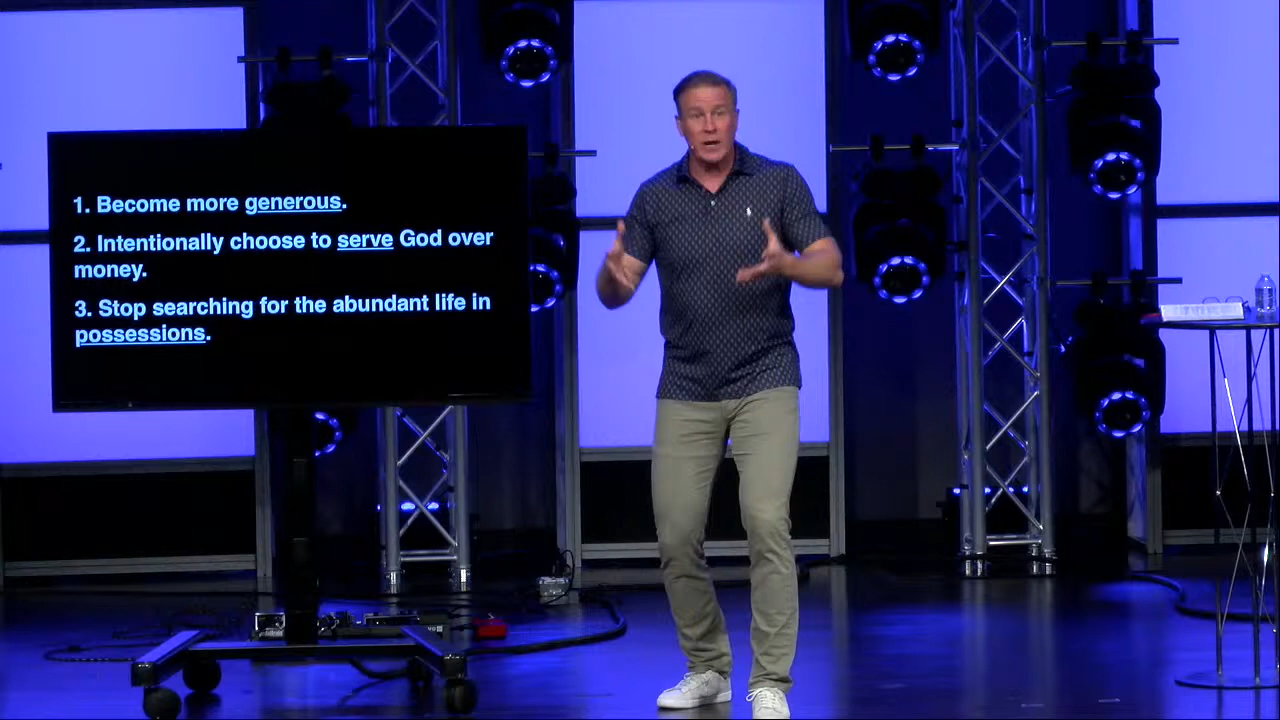 1. Become more generous.
2. Intentionally choose to serve God over
money.
3. Stop searching for the abundant life in
possessions.